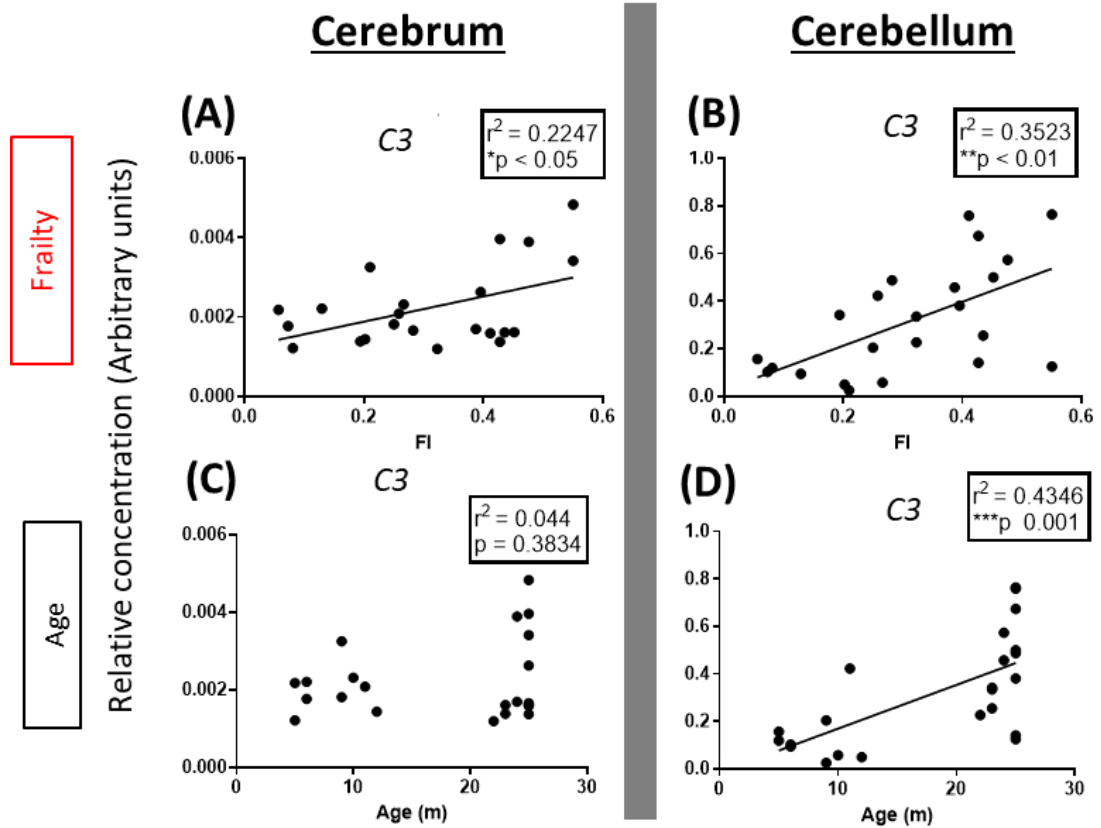 Cerebrum
Cerebellum
Frailty
Age
Relative concentration (Arbitrary units)
(A)
C3
r² = 0.2247
*p < 0.05
0.006
0.004
0.002
0.000
0.0 0.2 0.4 0.6
FI
(B)
C3
r² = 0.3523
**p < 0.01
1.0
0.8
0.6
0.4
0.2
0.0
0.0 0.2 0.4 0.6
FI
(C)
C3
r² = 0.044
p = 0.3834
0.006
0.004
0.002
0.000
0 10 20 30
Age (m)
(D)
C3
r² = 0.4346
***p 0.001
1.0
0.8
0.6
0.4
0.2
0.0
0 10 20 30
Age (m)